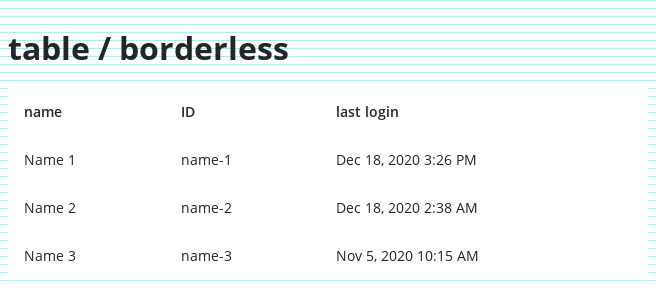 table / borderless
name ID last login
Name 1 name-1 Dec 18, 2020 3:26 PM
Name 2 name-2 Dec 18, 2020 2:38 AM
Name 3 name-3 Nov 5, 2020 10:15 AM